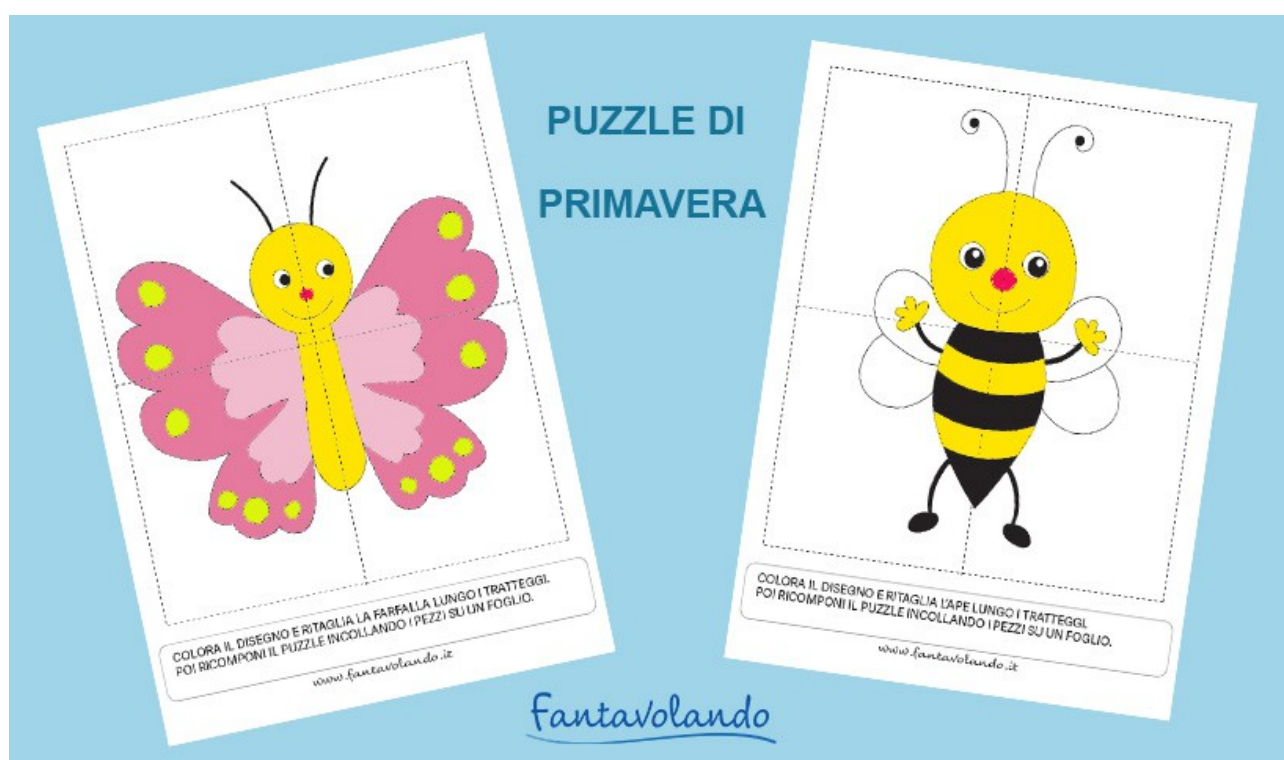 PUZZLE DI
PRIMAVERA
COLORA IL DISEGNO E RITAGLIA LA FARFALLA LUNGO I TRATTEGGI.
POI RICOMPONI IL PUZZLE INCOLLANDO I PEZZI SU UN FOGLIO.
www.fantavolando.it
COLORA IL DISEGNO E RITAGLIA L'APE LUNGO I TRATTEGGI.
POI RICOMPONI IL PUZZLE INCOLLANDO I PEZZI SU UN FOGLIO.
www.fantavolando.it
Fantavolando